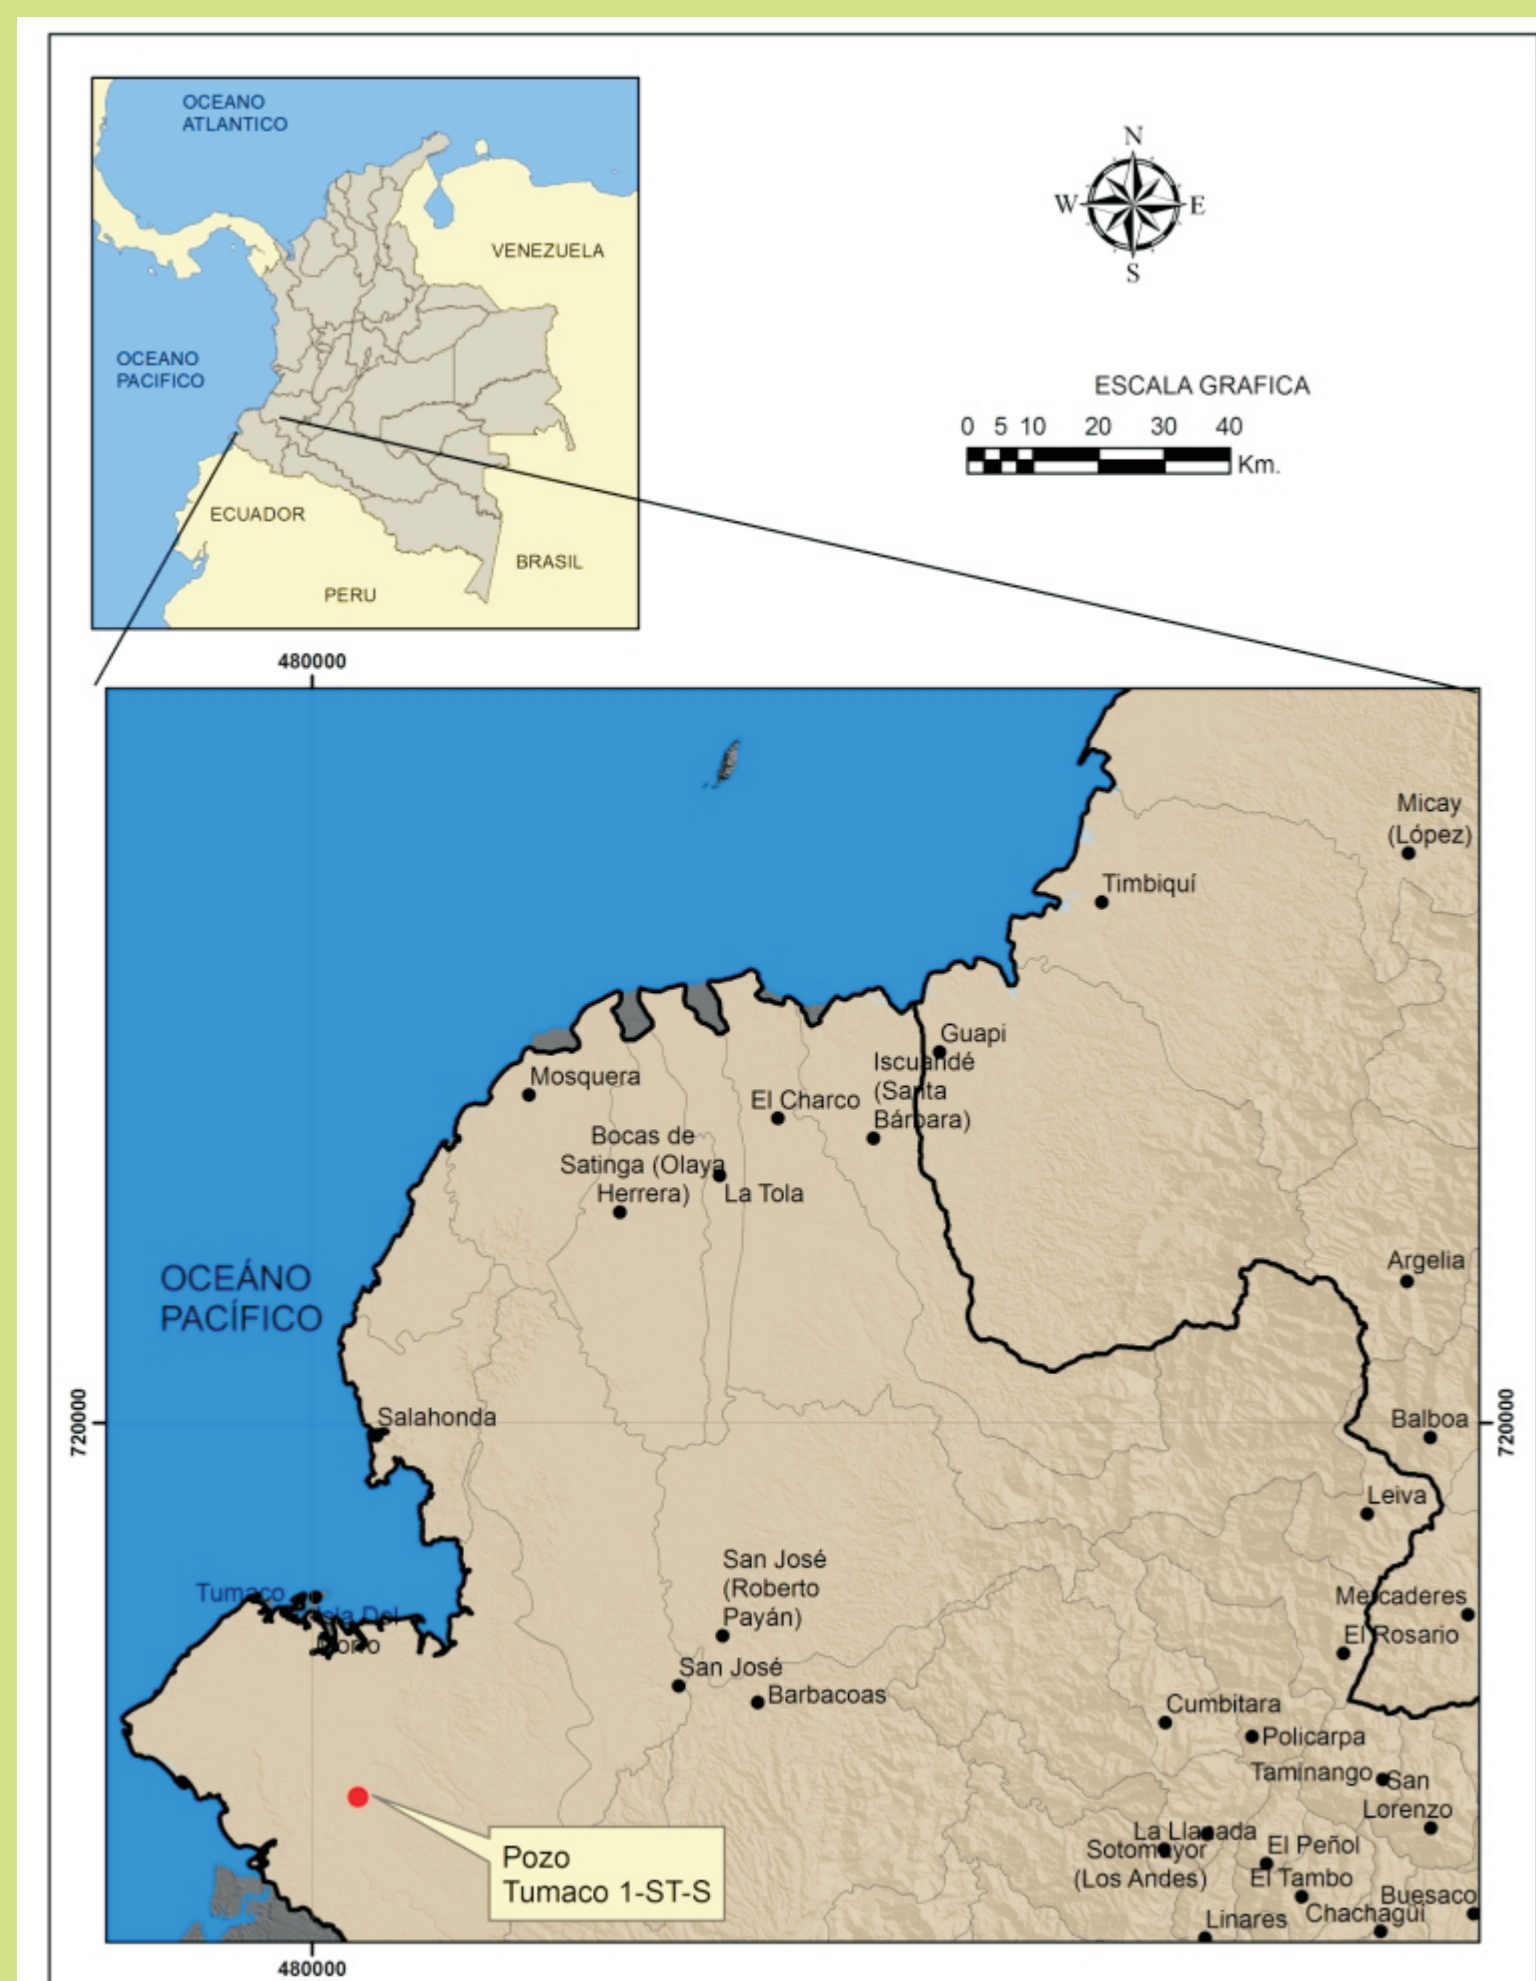 OCEANO
ATLANTICO
VENEZUELA
OCEANO
PACIFICO
ECUADOR
PERU
BRASIL
N
W
E
S
ESCALA GRAFICA
0 5 10 20 30 40
Km.
480000
Micay
(López)
Timbiquí
Guapi
Iscuandé
(Santa
Bárbara)
Mosquera
El Charco
Bocas de
Satinga (Olaya
Herrera)
La Tola
OCEÁNO
PACÍFICO
Argelia
720000
Salahonda
Balboa
720000
Leiva
San José
(Roberto
Payán)
Tumaco
Isla Del
Morro
Mercaderes
El Rosario
San José
Barbacoas
Cumbitara
Policarpa
Taminango
San
Lorenzo
La Llanada
Sotomayor
(Los Andes)
El Peñol
El Tambo
Buesaco
Linares
Chachagüí
Pozo
Tumaco 1-ST-S
480000